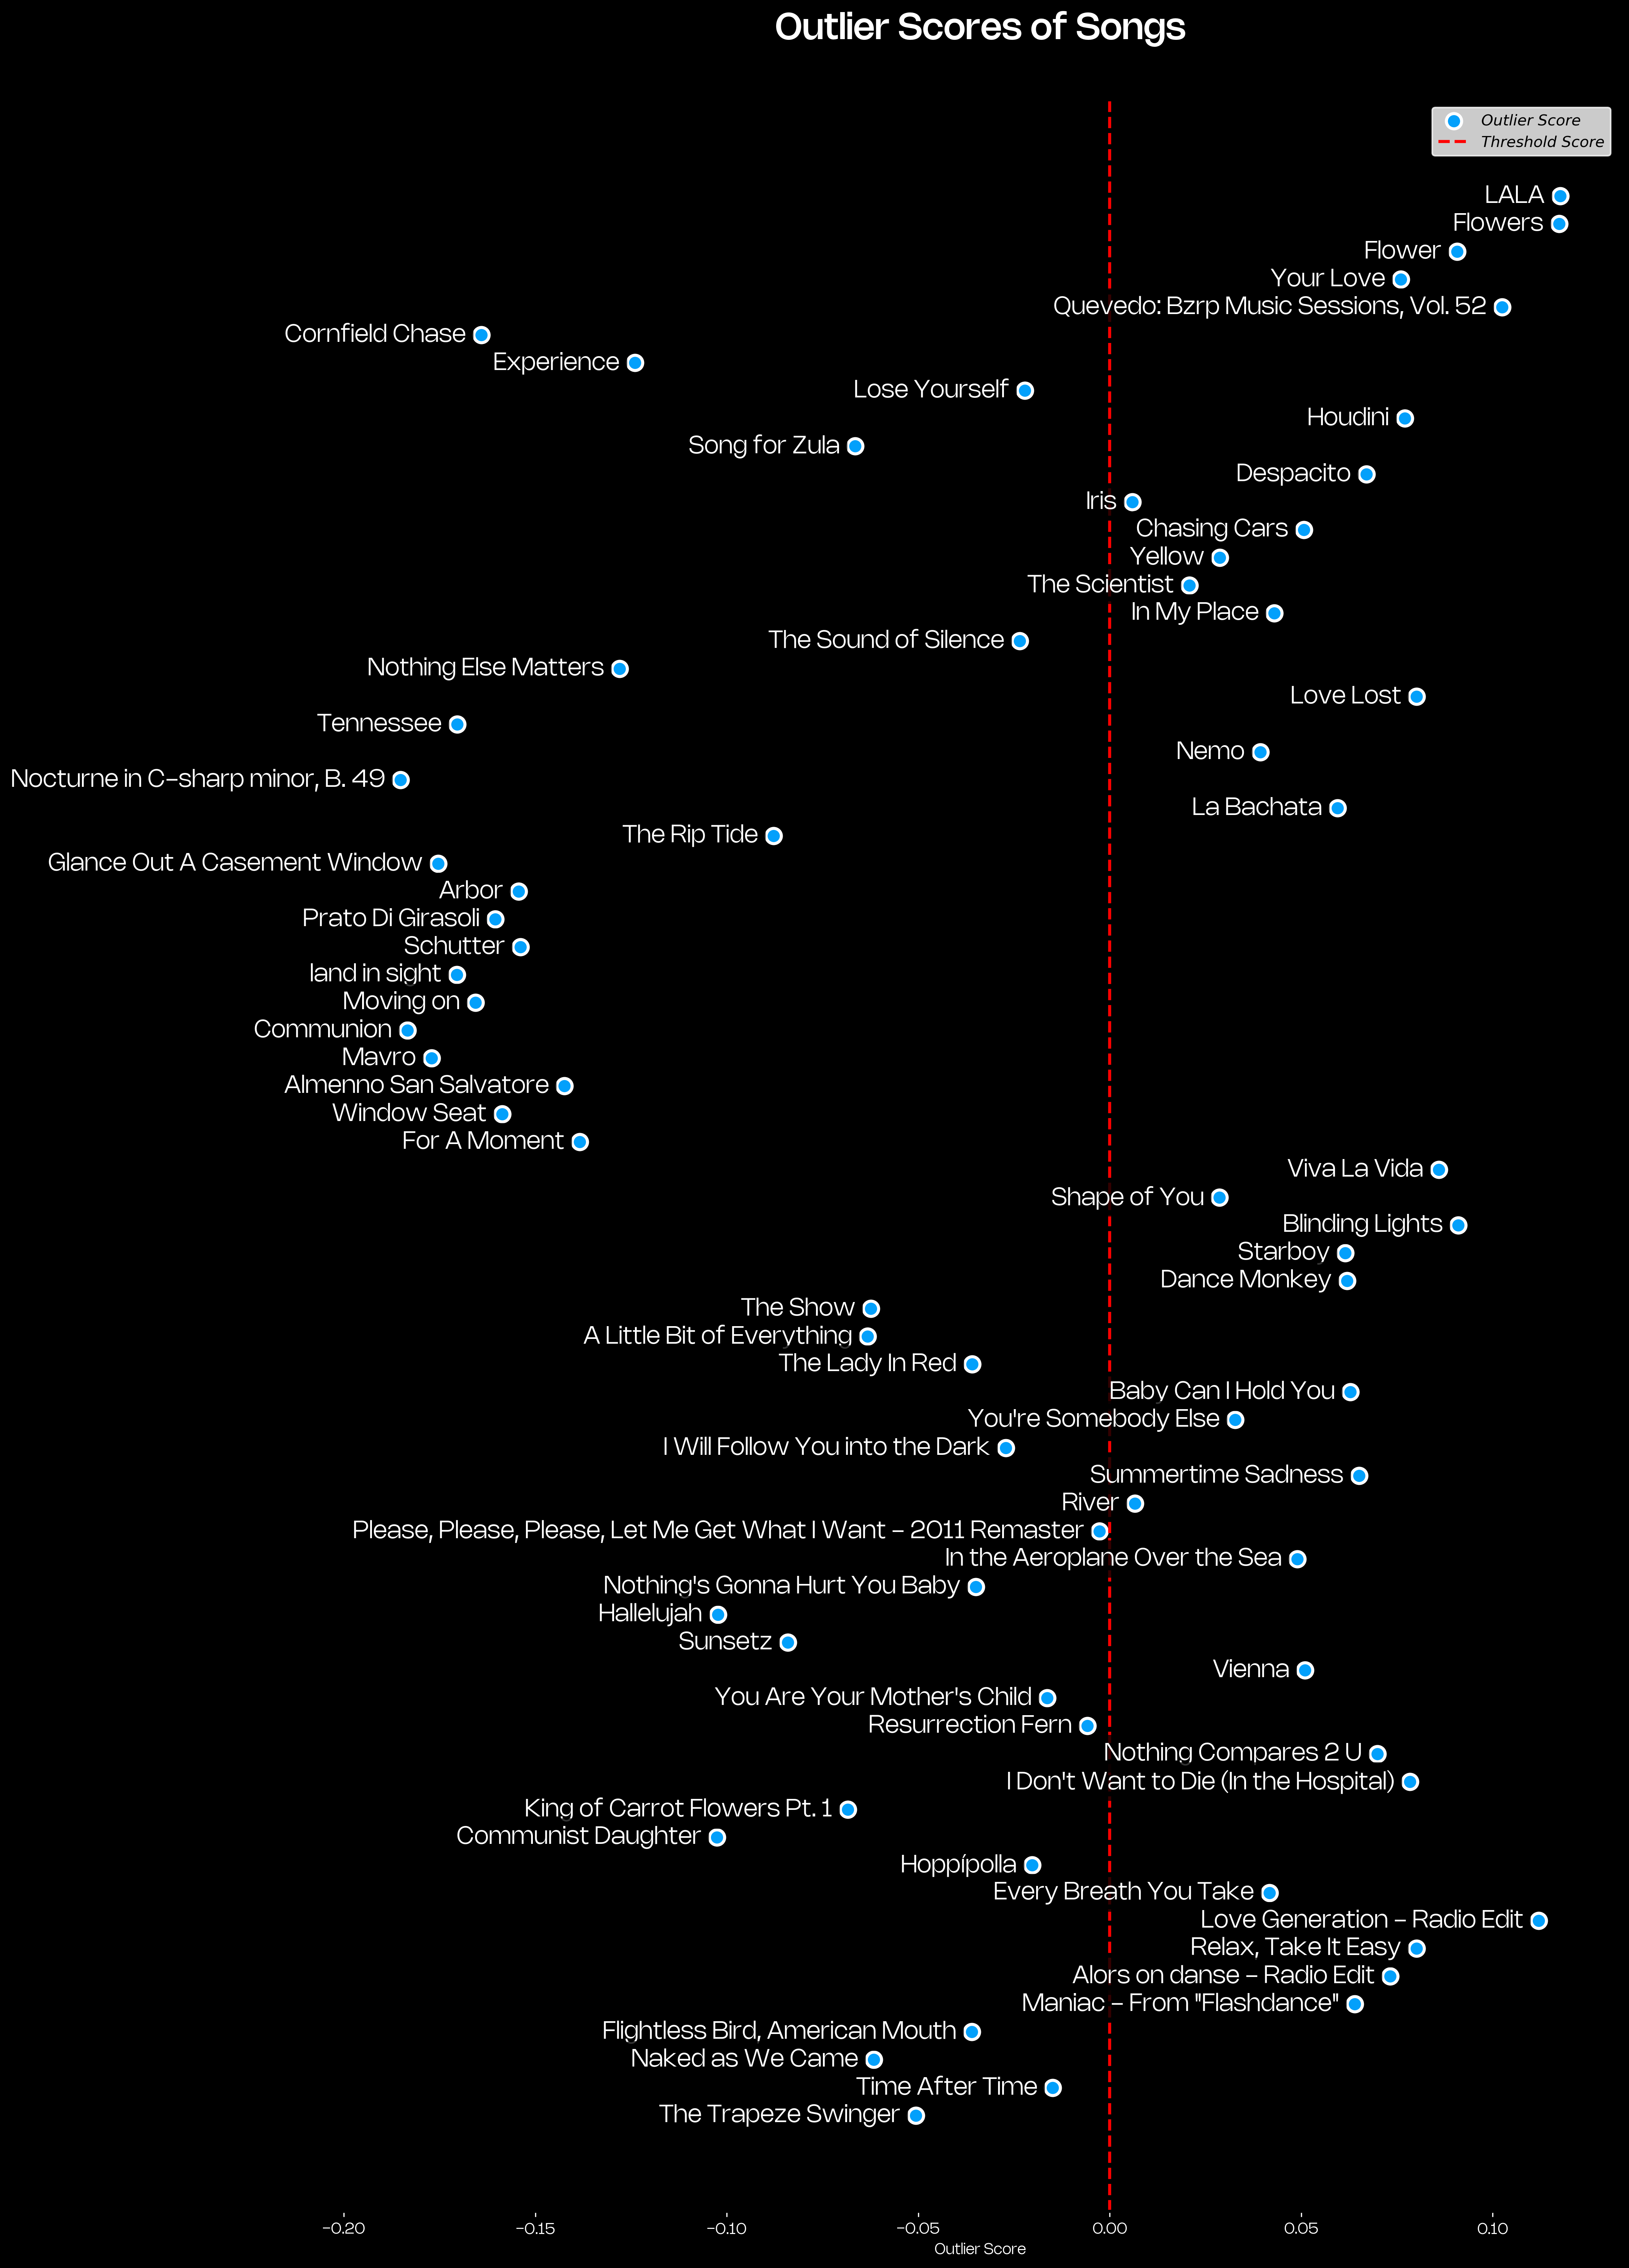 Outlier Scores of Songs
Outlier Score
Threshold Score
LALA
Flowers
Flower
Your Love
Quevedo: Bzrp Music Sessions, Vol. 52
Cornfield Chase
Experience
Lose Yourself
Houdini
Song for Zula
Despacito
Iris
Chasing Cars
Yellow
The Scientist
In My Place
The Sound of Silence
Nothing Else Matters
Love Lost
Tennessee
Nemo
Nocturne in C-sharp minor, B. 49
La Bachata
The Rip Tide
Glance Out A Casement Window
Arbor
Prato Di Girasoli
Schutter
land in sight
Moving on
Communion
Mavro
Almenno San Salvatore
Window Seat
For A Moment
Viva La Vida
Shape of You
Blinding Lights
Starboy
Dance Monkey
The Show
A Little Bit of Everything
The Lady In Red
Baby Can I Hold You
You're Somebody Else
I Will Follow You into the Dark
Summertime Sadness
River
Please, Please, Please, Let Me Get What I Want - 2011 Remaster
In the Aeroplane Over the Sea
Nothing's Gonna Hurt You Baby
Hallelujah
Sunsetz
Vienna
You Are Your Mother's Child
Resurrection Fern
Nothing Compares 2 U
I Don't Want to Die (In the Hospital)
King of Carrot Flowers Pt. 1
Communist Daughter
Hoppípolla
Every Breath You Take
Love Generation - Radio Edit
Relax, Take It Easy
Alors on danse - Radio Edit
Maniac - From "Flashdance"
Flightless Bird, American Mouth
Naked as We Came
Time After Time
The Trapeze Swinger
-0.20 -0.15 -0.10 -0.05 0.00 0.05 0.10
Outlier Score